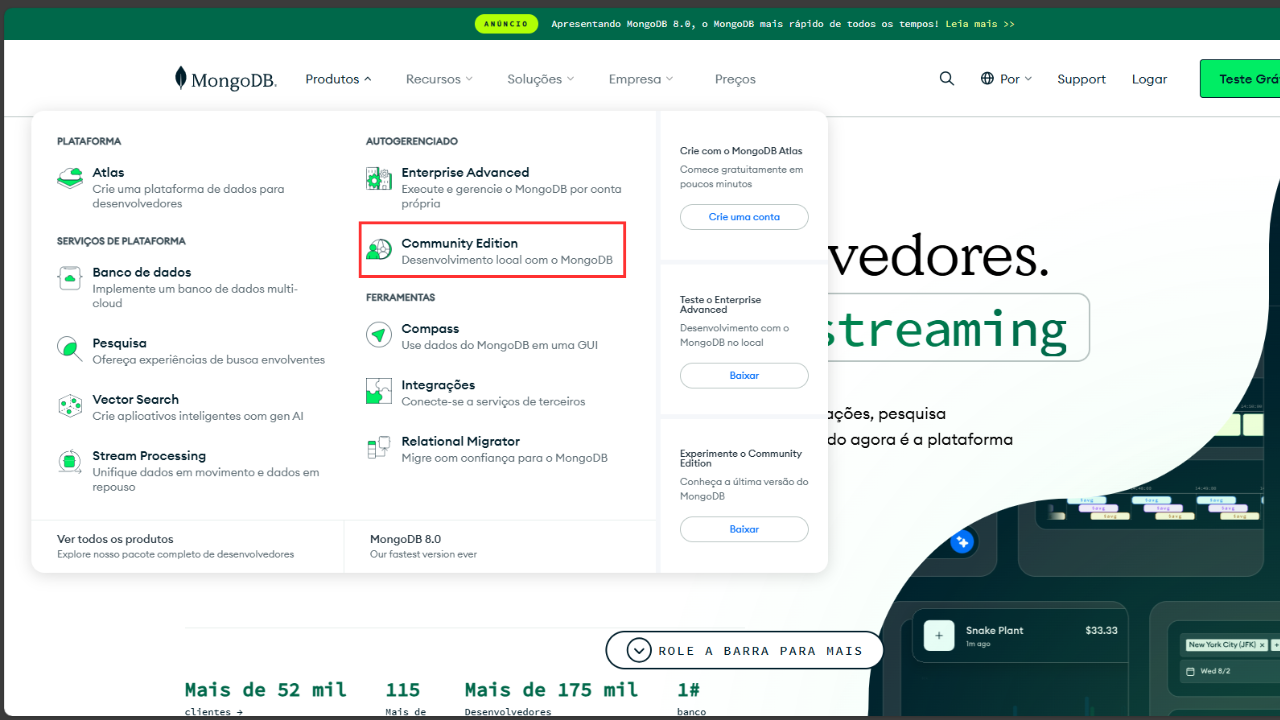 ANÚNCIO Apresentando MongoDB 8.0, o MongoDB mais rápido de todos os tempos! Leia mais >>
MongoDB. Produtos Recursos Soluções Empresa Preços Por Support Logar Teste Grá
PLATAFORMA
Atlas
Crie uma plataforma de dados para
desenvolvedores
SERVIÇOS DE PLATAFORMA
Banco de dados
Implemente um banco de dados multi-
cloud
Pesquisa
Ofereça experiências de busca envolventes
Vector Search
Crie aplicativos inteligentes com gen AI
Stream Processing
Unifique dados em movimento e dados em
repouso
AUTOGERENCIADO
Enterprise Advanced
Execute e gerencie o MongoDB por conta
própria
Community Edition
Desenvolvimento local com o MongoDB
FERRAMENTAS
Compass
Use dados do MongoDB em uma GUI
Integrações
Conecte-se a serviços de terceiros
Relational Migrator
Migre com confiança para o MongoDB
Ver todos os produtos
Explore nosso pacote completo de desenvolvedores
MongoDB 8.0
Our fastest version ever
Crie com o MongoDB Atlas
Comece gratuitamente em
poucos minutos
Crie uma conta
Teste o Enterprise
Advanced
Desenvolvimento com o
MongoDB no local
Baixar
Experimente o Community
Edition
Conheça a última versão do
MongoDB
Baixar
vedores.
streaming
ações, pesquisa
do agora é a plataforma
Snake Plant $33.33
1m ago
New York City (JFK) ×
Wed 8/2
ROLE A BARRA PARA MAIS
Mais de 52 mil 115 Mais de 175 mil 1#
clientes → Mais de Desenvolvedores banco